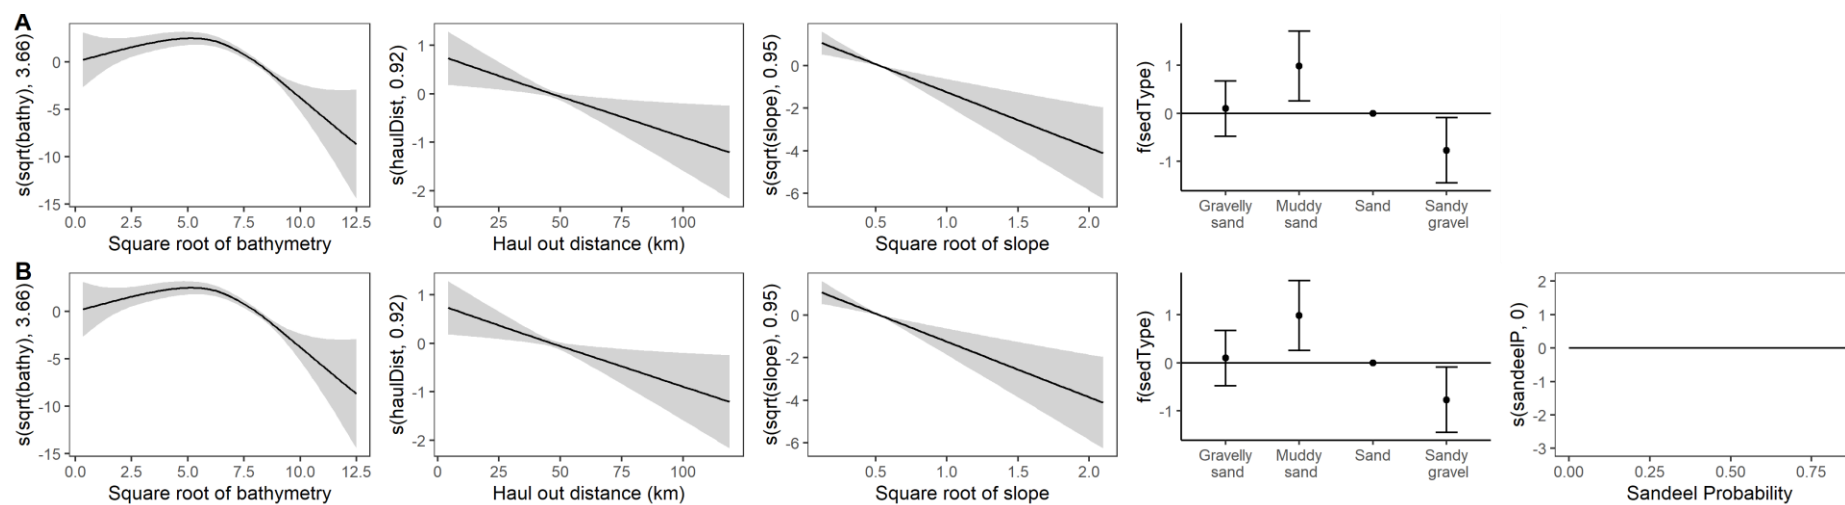 A
s(sqrt(bathy), 3.66)
0
-5
-10
-15
0.0 2.5 5.0 7.5 10.0 12.5
Square root of bathymetry
s(haulDist, 0.92)
1
0
-1
-2
0 25 50 75 100
Haul out distance (km)
s(sqrt(slope), 0.95)
0
-2
-4
-6
0.5 1.0 1.5 2.0
Square root of slope
f(sedType)
1
0
-1
Gravelly Muddy Sand Sandy
sand sand gravel
B
s(sqrt(bathy), 3.66)
0
-5
-10
-15
0.0 2.5 5.0 7.5 10.0 12.5
Square root of bathymetry
s(haulDist, 0.92)
1
0
-1
-2
0 25 50 75 100
Haul out distance (km)
s(sqrt(slope), 0.95)
0
-2
-4
-6
0.5 1.0 1.5 2.0
Square root of slope
f(sedType)
1
0
-1
Gravelly Muddy Sand Sandy
sand sand gravel
s(sandeelP, 0)
2
1
0
-1
-2
-3
0.00 0.25 0.50 0.75
Sandeel Probability